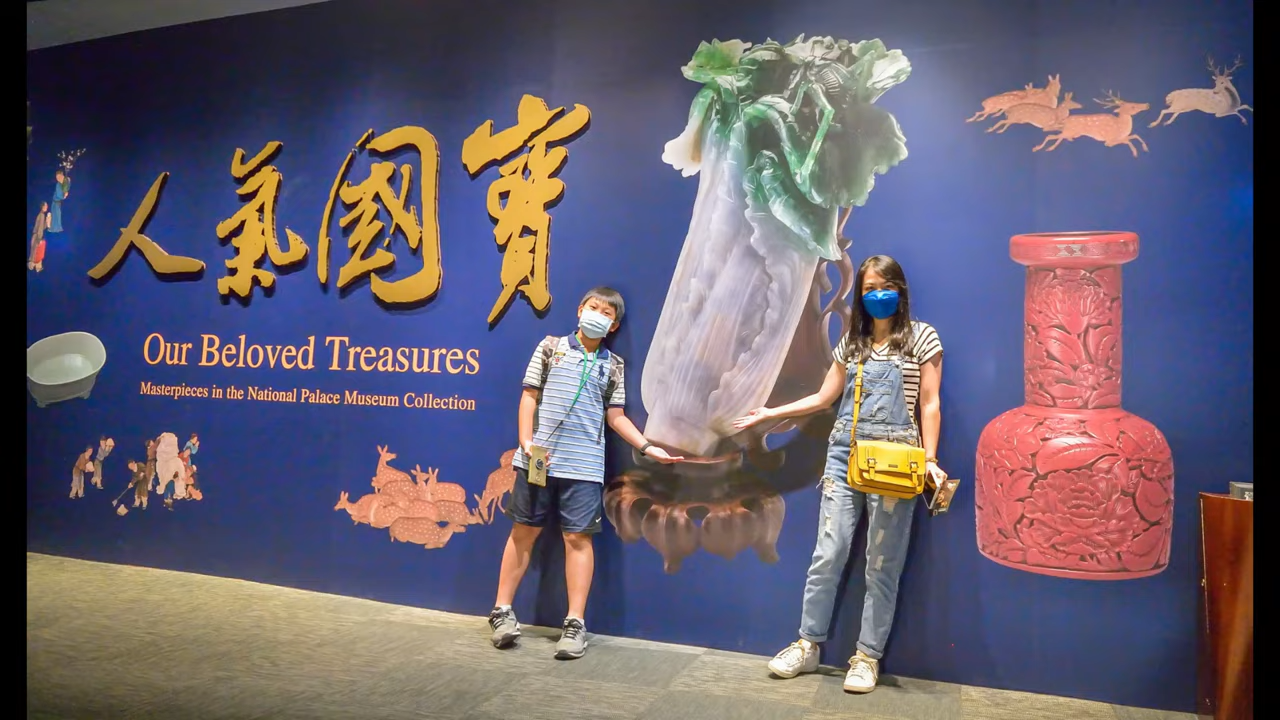 人氣國寶
Our Beloved Treasures
Masterpieces in the National Palace Museum Collection